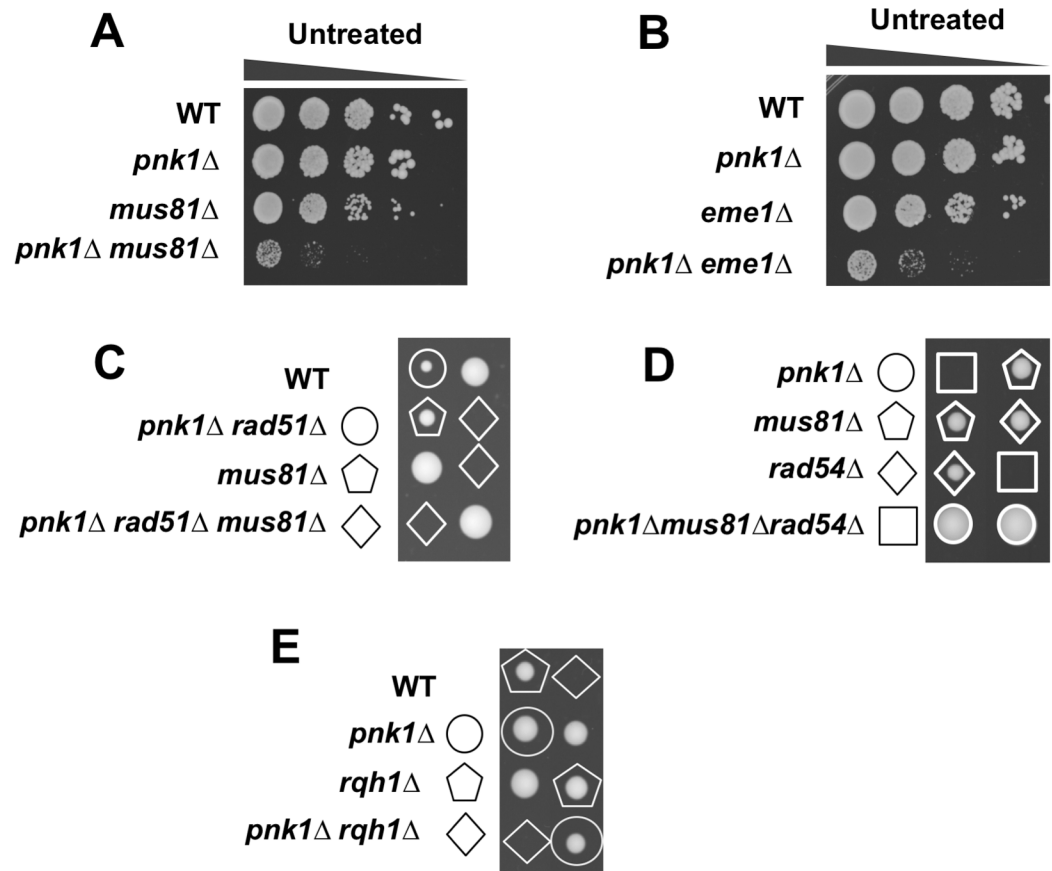 A
Untreated
WT
pnk1Δ
mus81Δ
pnk1Δ mus81Δ
B
Untreated
WT
pnk1Δ
eme1Δ
pnk1Δ eme1Δ
C
WT
pnk1Δ rad51Δ
mus81Δ
pnk1Δ rad51Δ mus81Δ
D
pnk1Δ
mus81Δ
rad54Δ
pnk1Δmus81Δrad54Δ
E
WT
pnk1Δ
rqh1Δ
pnk1Δ rqh1Δ